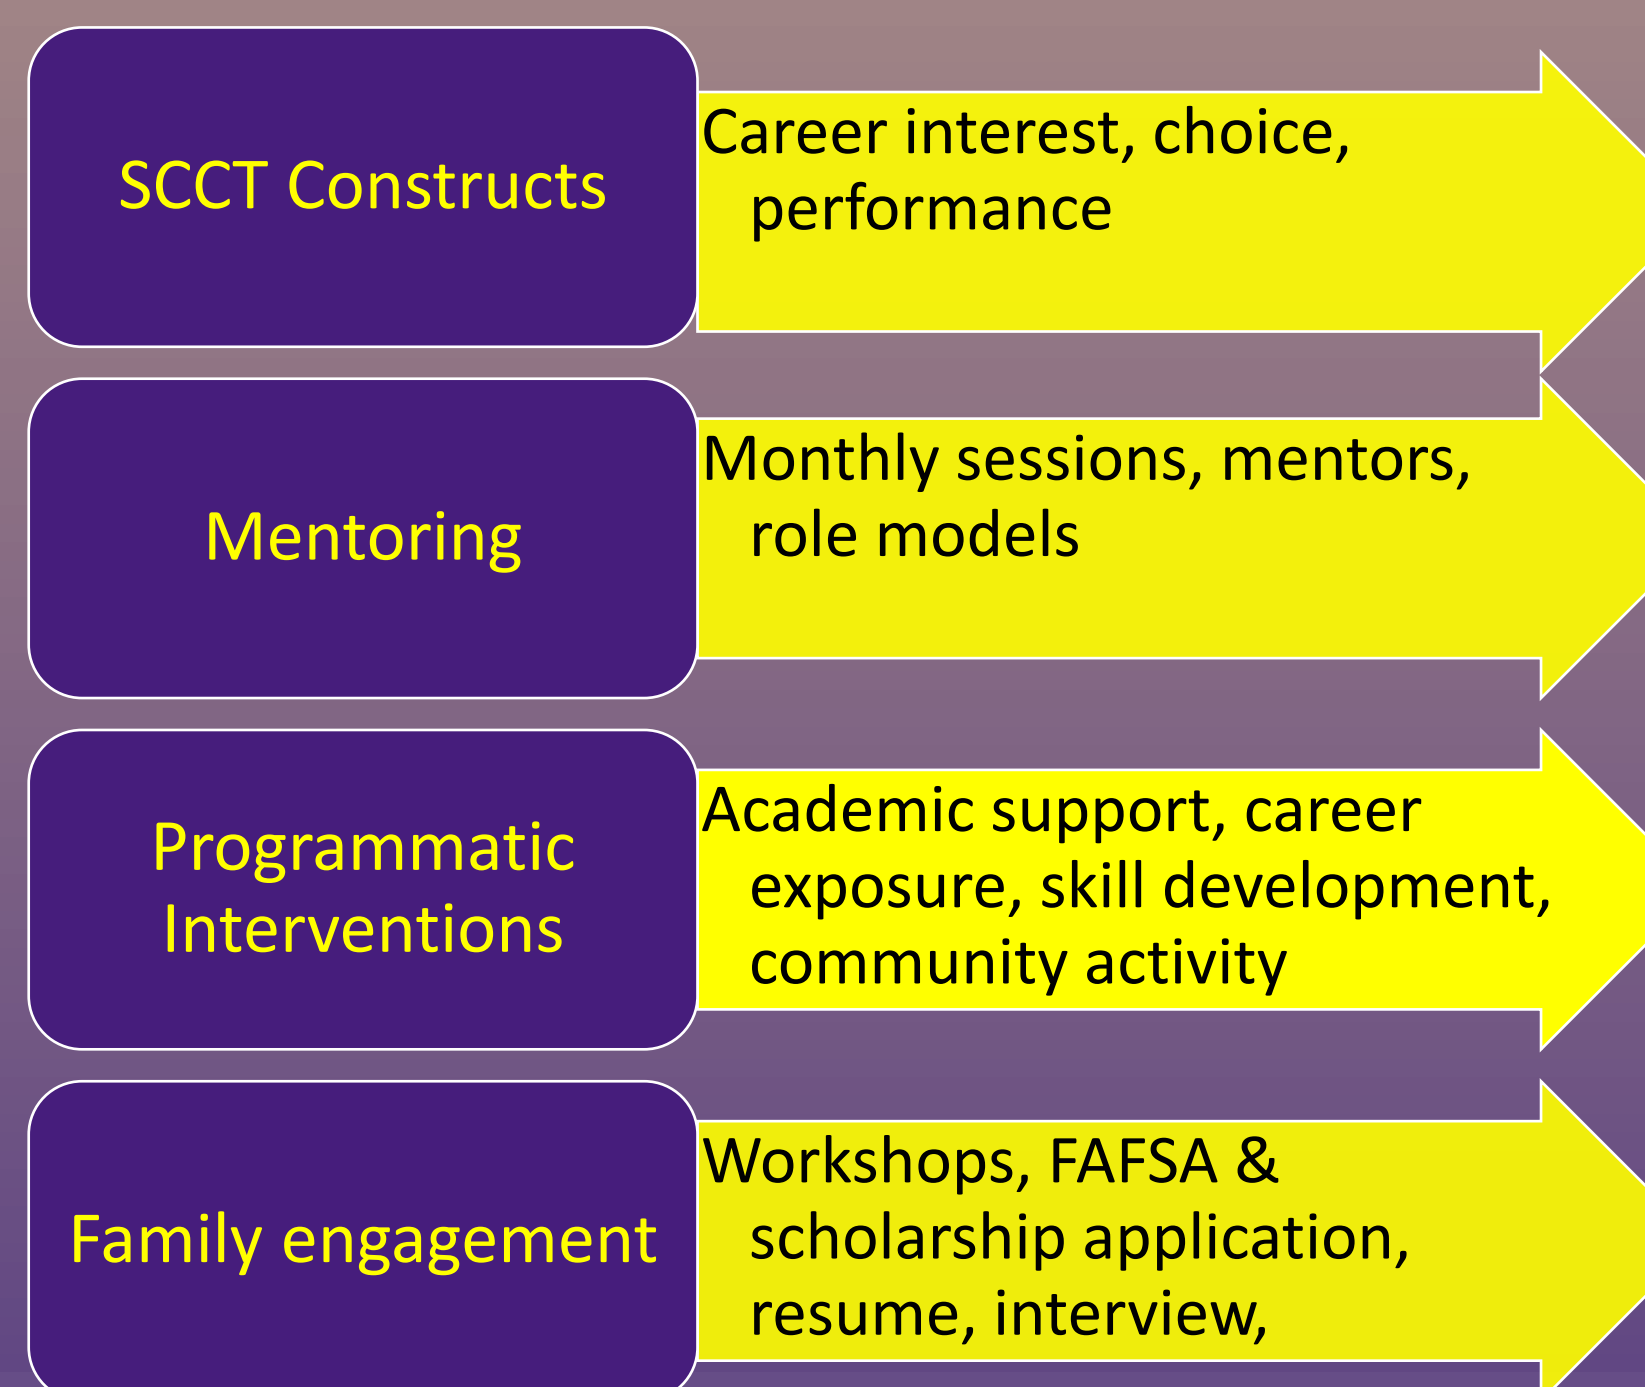 SCCT Constructs
Career interest, choice,
performance
Mentoring
Monthly sessions, mentors,
role models
Programmatic
Interventions
Academic support, career
exposure, skill development,
community activity
Family engagement
Workshops, FAFSA &
scholarship application,
resume, interview,